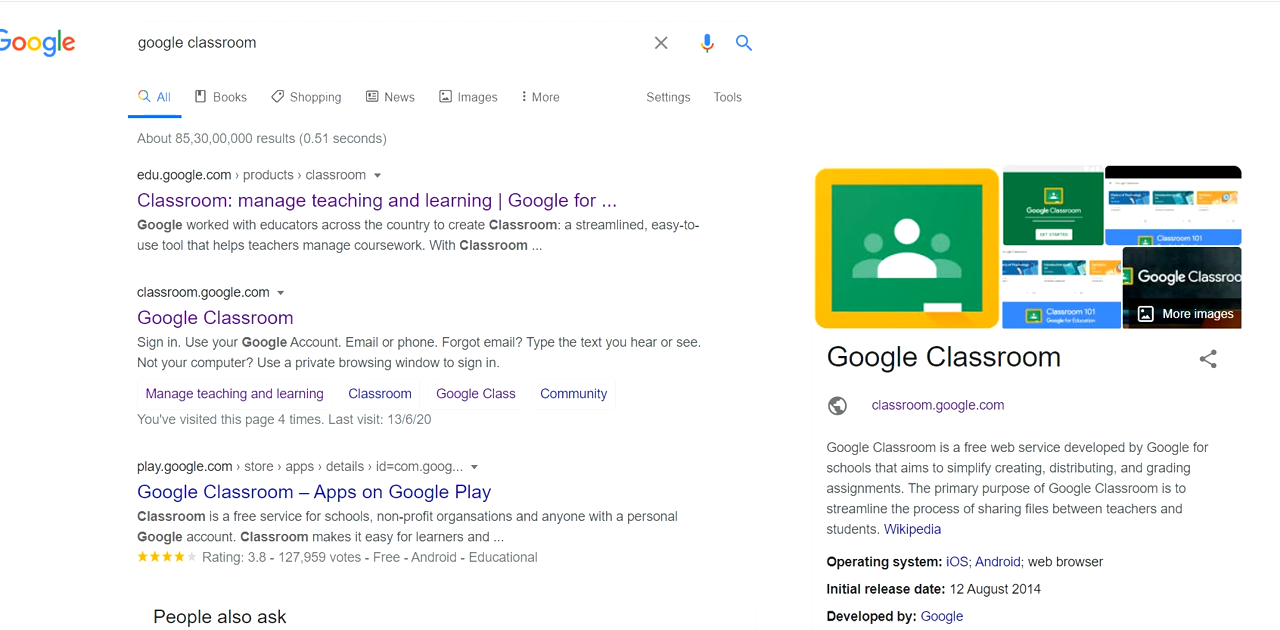 Google
google classroom
All Books Shopping News Images More Settings Tools
About 85,30,00,000 results (0.51 seconds)
edu.google.com › products › classroom
Classroom: manage teaching and learning | Google for ...
Google worked with educators across the country to create Classroom: a streamlined, easy-to-
use tool that helps teachers manage coursework. With Classroom ...
classroom.google.com
Google Classroom
Sign in. Use your Google Account. Email or phone. Forgot email? Type the text you hear or see.
Not your computer? Use a private browsing window to sign in.
Manage teaching and learning Classroom Google Class Community
You've visited this page 4 times. Last visit: 13/6/20
play.google.com › store › apps › details › id=com.goog...
Google Classroom – Apps on Google Play
Classroom is a free service for schools, non-profit organsations and anyone with a personal
Google account. Classroom makes it easy for learners and ...
Rating: 3.8 - 127,959 votes - Free - Android - Educational
People also ask
Google Classroom
GET STARTED
Classroom 101
Classroom 101
Google for Education
Google Classroo
More images
Google Classroom
classroom.google.com
Google Classroom is a free web service developed by Google for
schools that aims to simplify creating, distributing, and grading
assignments. The primary purpose of Google Classroom is to
streamline the process of sharing files between teachers and
students. Wikipedia
Operating system: iOS; Android; web browser
Initial release date: 12 August 2014
Developed by: Google